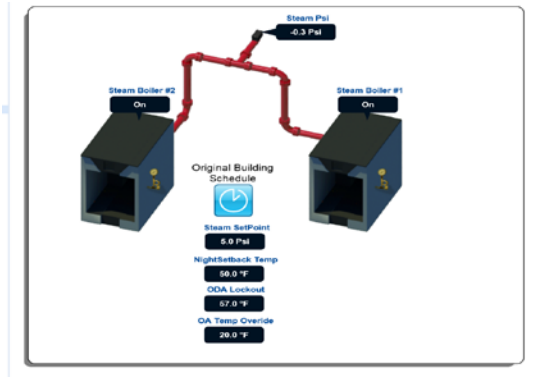 Steam Psi
-0.3 Psi
Steam Boiler #2
On
Steam Boiler #1
On
Original Building
Schedule
Steam SetPoint
5.0 Psi
NightSetback Temp
50.0 °F
ODA Lockout
57.0 °F
OA Temp Overide
20.0 °F